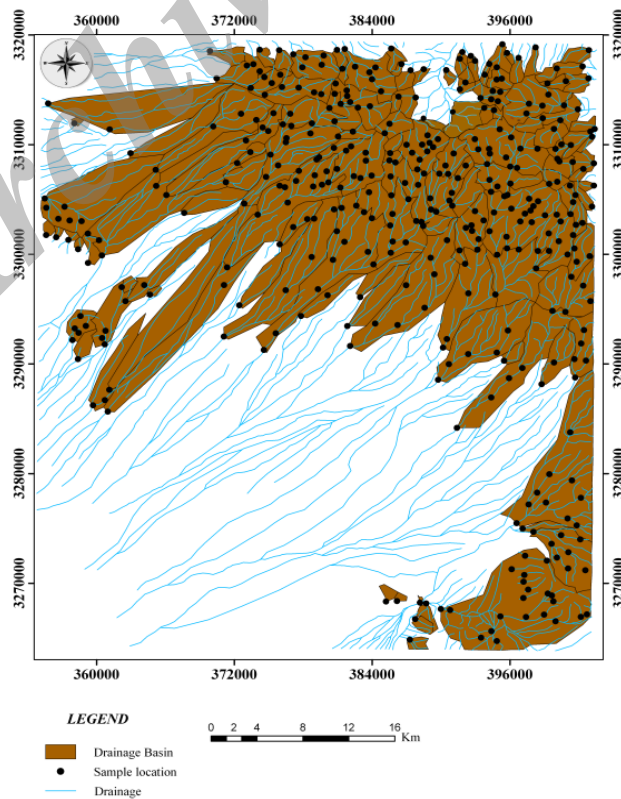 360000 372000 384000 396000
3320000 3320000
3310000 3310000
3300000 3300000
3290000 3290000
3280000 3280000
3270000 3270000
360000 372000 384000 396000
LEGEND
0 2 4 8 12 16
Km
Drainage Basin
Sample location
Drainage